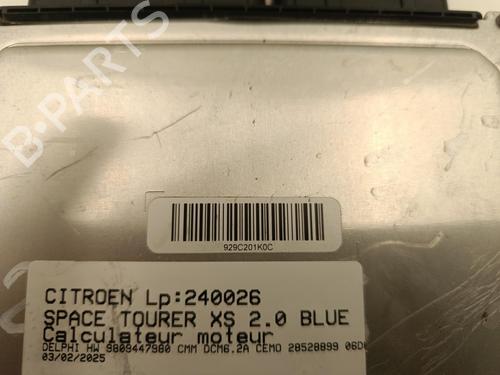 B-PARTS
929C201K0C
CITROEN Lp:240026
SPACE TOURER XS 2.0 BLUE
Calculateur moteur
DELPHI HW 9809447980 CMM DCM6.2A CEMO 28528899
03/02/2025